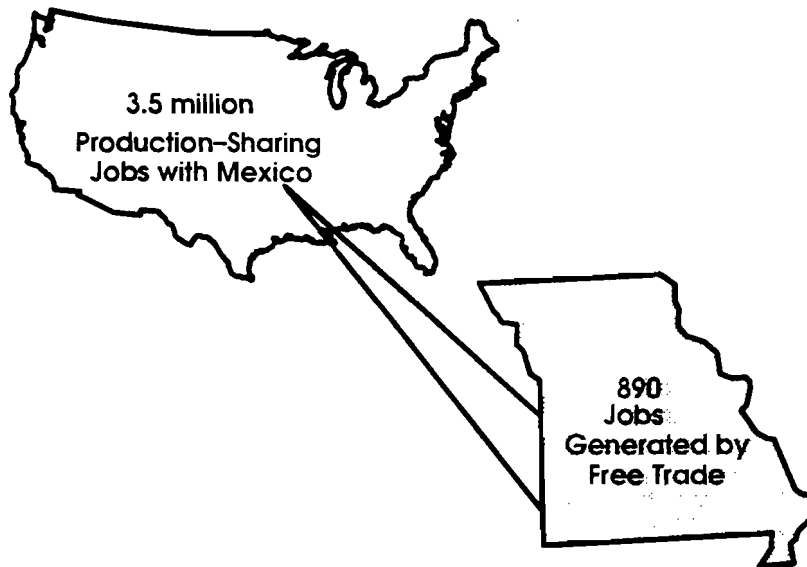 3.5 million
Production-Sharing
Jobs with Mexico
890
Jobs
Generated by
Free Trade